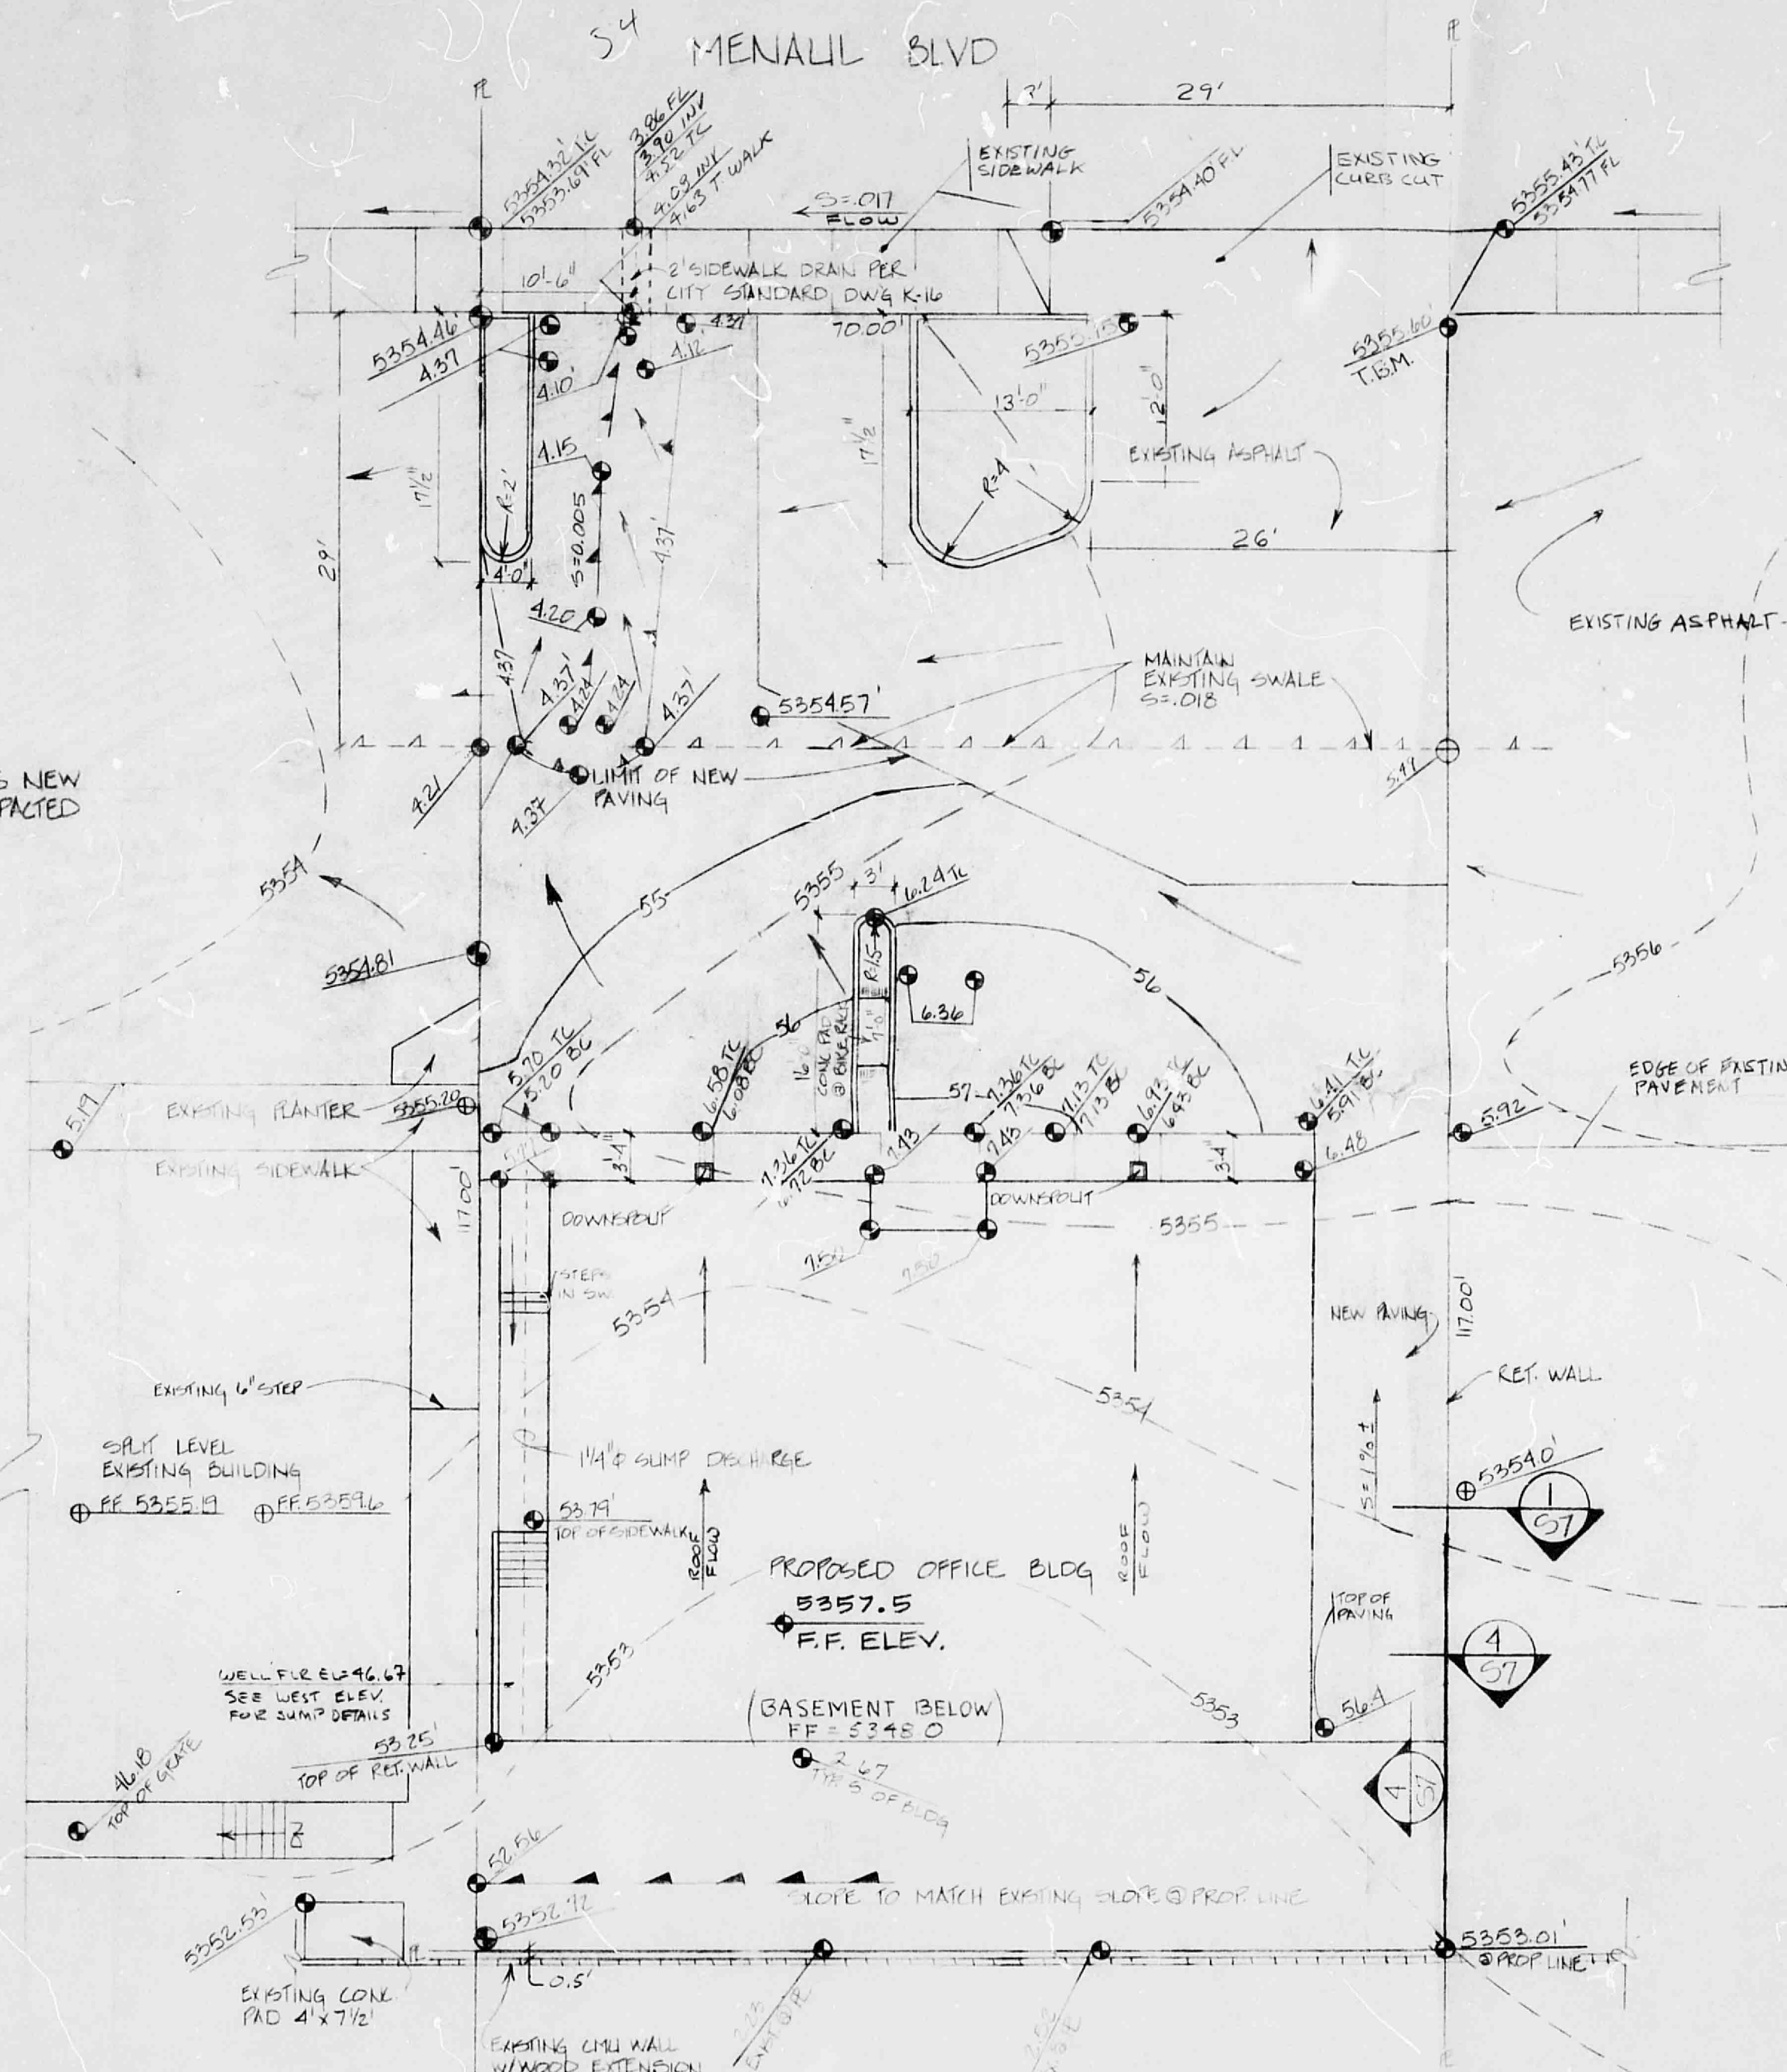 54
MENAUL BLVD
29'
5354.32' TC
5353.69' FL
3.86 FL
3.90 INV
4.52 TC
4.09 INV
4.63 T. WALK
S=.017
FLOW
EXISTING
SIDEWALK
5354.40' FL
EXISTING
CURB CUT
5355.43' TC
5354.77 FL
10'-6"
2' SIDEWALK DRAIN PER
CITY STANDARD DWG K-16
70.00'
5354.46'
4.37
4.37'
4.12
4.10'
5355.60'
T.B.M.
13'-0"
12'-0"
17 1/2"
17 1/2"
4.15
R=2'
R=4
EXISTING ASPHALT
29'
S=0.005
4.37'
26'
4'-0"
4.20
EXISTING ASPHALT
4.37
4.37'
4.24
4.24
4.37'
MAINTAIN
EXISTING SWALE
S=.018
5354.57'
S NEW
PACTED
4.21
4.37
LIMIT OF NEW
PAVING
5354
55
5355
3'
6.24 TC
5354.81
R=1.5
56
5356
6.36
56
16'-0"
CONC PAD
@ BIKE RACK
7'-0"
5.70 TC
5.20 BC
6.58 TC
6.08 BC
57
7.36 TC
7.36 BC
7.13 TC
7.13 BC
6.93 TC
6.43 BC
6.41 TC
5.91 BC
EDGE OF EXISTIN
PAVEMENT
5.19
EXISTING PLANTER
5355.20
5.92
EXISTING SIDEWALK
3'-4"
7.36 TC
6.72 BC
7.43
7.43
3'-4"
6.48
117.00'
DOWNSPOUT
DOWNSPOUT
5355
7.50
7.50
STEPS
IN SW.
5354
NEW PAVING
117.00'
EXISTING 6" STEP
5354
RET. WALL
SPLIT LEVEL
EXISTING BUILDING
FF. 5355.19
FF. 5359.6
1 1/4" Φ SUMP DISCHARGE
S=1% ±
5354.0'
1
S7
53.79'
TOP OF SIDEWALK
ROOF
FLOW
ROOF
FLOW
PROPOSED OFFICE BLDG
5357.5
F.F. ELEV.
TOP OF
PAVING
4
S7
WELL FLR EL=46.67
SEE WEST ELEV.
FOR SUMP DETAILS
5353
(BASEMENT BELOW)
FF = 5348.0
5353
56.4
53.25'
TOP OF RET. WALL
46.18
TOP OF GRATE
2.67
TYP S OF BLDG
4
S7
52.56
SLOPE TO MATCH EXISTING SLOPE @ PROP. LINE
5352.53'
5352.72
5353.01'
@ PROP LINE
0.5'
EXISTING CONC.
PAD 4' x 7 1/2'
EXISTING CMU WALL
W/WOOD EXTENSION